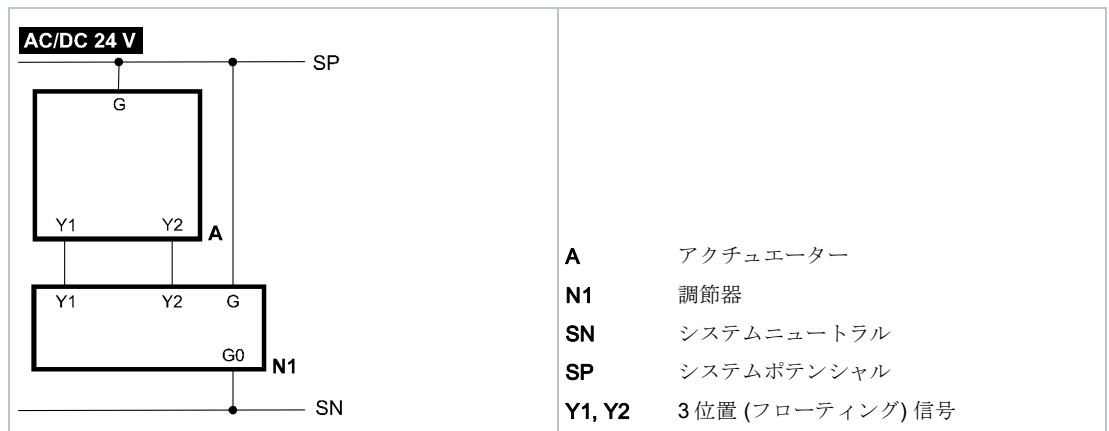 AC/DC 24 V
SP
G
Y1 Y2
A
Y1 Y2 G
G0
N1
SN
A アクチュエーター
N1 調節器
SN システムニュートラル
SP システムポテンシャル
Y1, Y2 3 位置 (フローティング) 信号